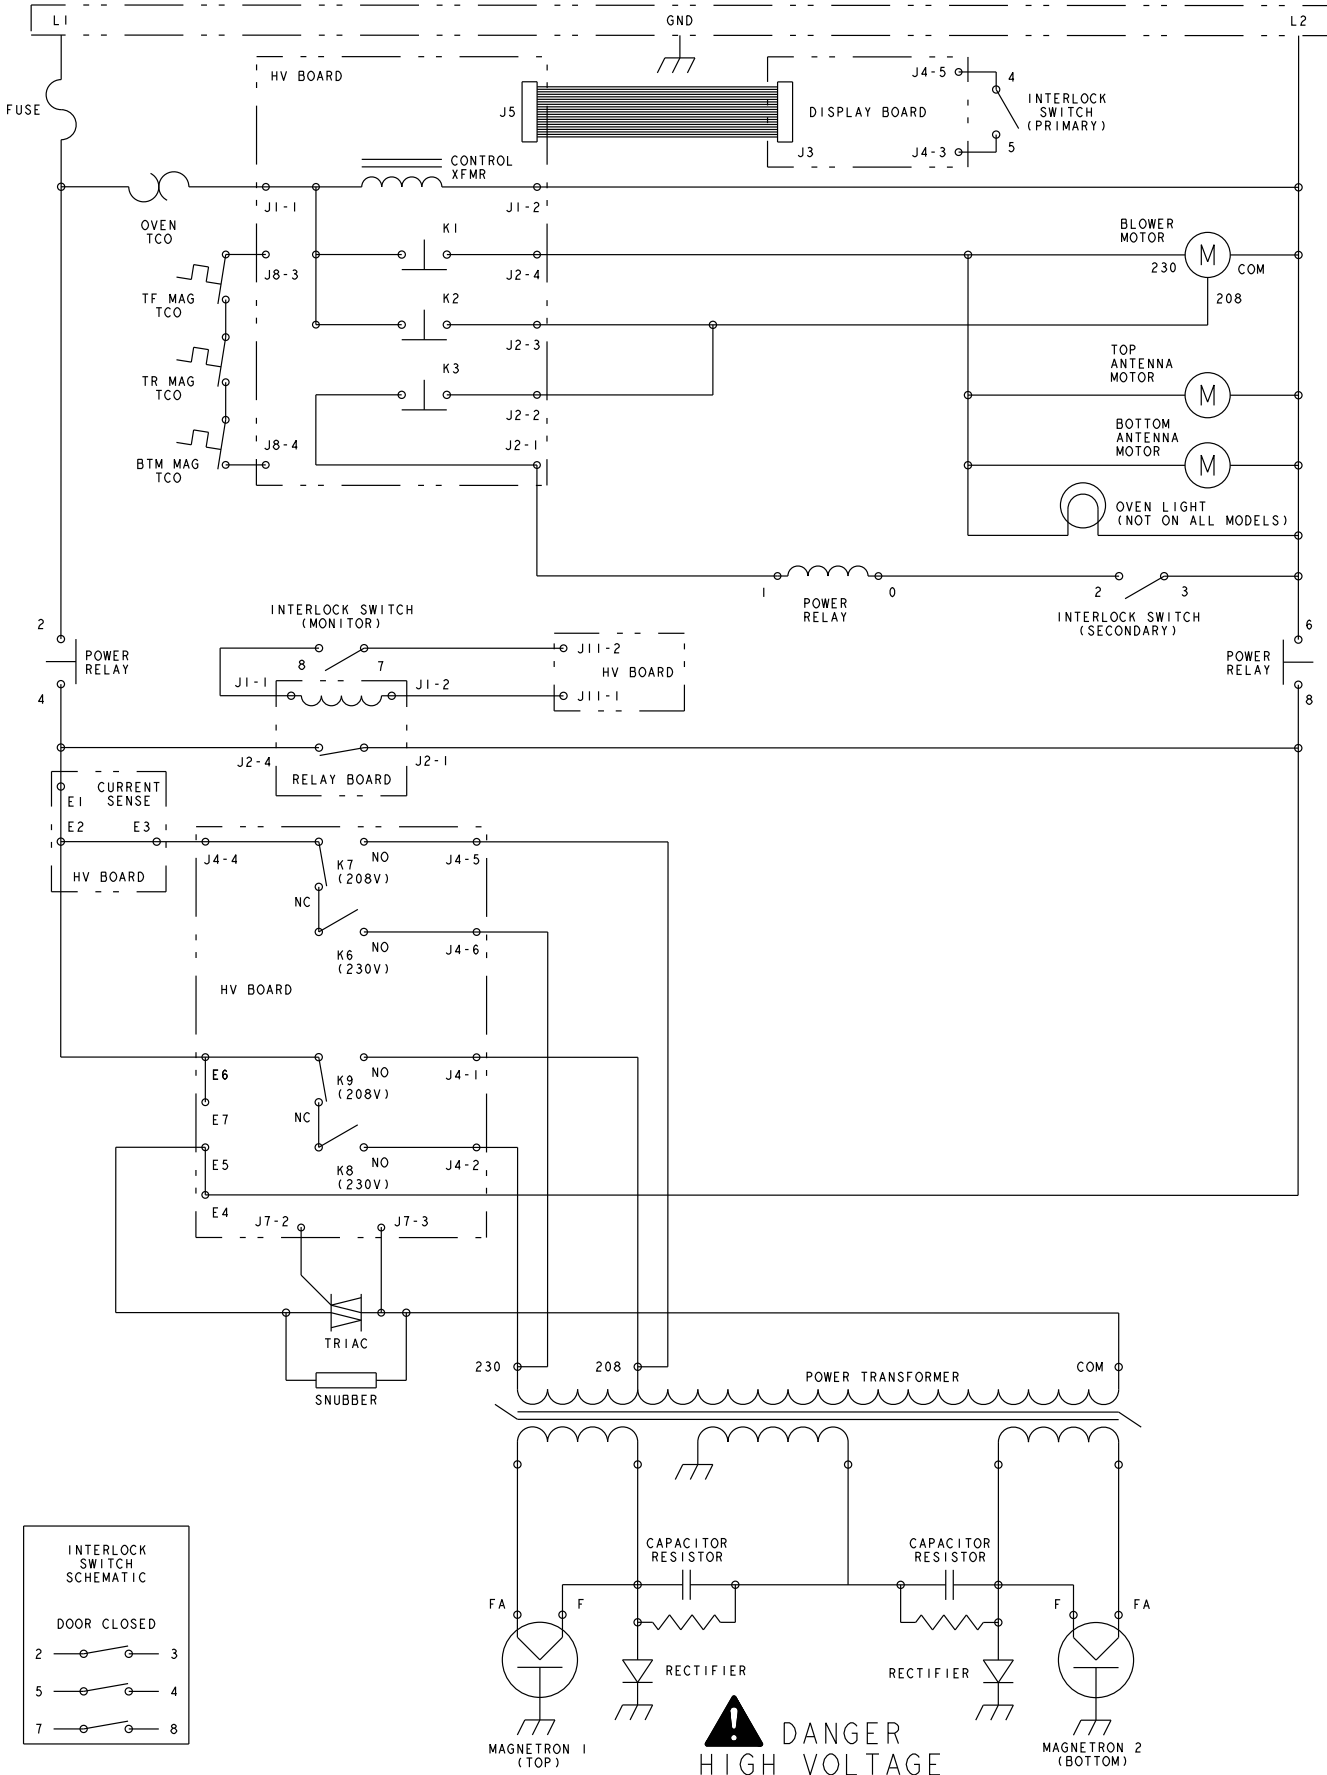 L1
GND
L2
HV BOARD
J4-5
4
FUSE
J5
DISPLAY BOARD
INTERLOCK
SWITCH
(PRIMARY)
J3
J4-3
5
CONTROL
XFMR
J1-1
J1-2
OVEN
TCO
K1
BLOWER
MOTOR
J8-3
J2-4
230
COM
TF MAG
TCO
K2
208
J2-3
TR MAG
TCO
K3
TOP
ANTENNA
MOTOR
J2-2
BOTTOM
ANTENNA
MOTOR
J8-4
J2-1
BTM MAG
TCO
OVEN LIGHT
(NOT ON ALL MODELS)
1
0
2
3
POWER
RELAY
INTERLOCK SWITCH
(SECONDARY)
INTERLOCK SWITCH
(MONITOR)
2
6
POWER
RELAY
8
7
J11-2
HV BOARD
POWER
RELAY
J1-1
J1-2
J11-1
4
8
J2-4
J2-1
RELAY BOARD
CURRENT
SENSE
E1
E2
E3
HV BOARD
J4-4
K7
(208V)
NO
J4-5
NC
NO
J4-6
K6
(230V)
HV BOARD
E6
K9
(208V)
NO
J4-1
E7
NC
E5
K8
(230V)
NO
J4-2
E4
J7-2
J7-3
TRIAC
230
208
COM
POWER TRANSFORMER
SNUBBER
INTERLOCK
SWITCH
SCHEMATIC
DOOR CLOSED
2
3
5
4
7
8
CAPACITOR
RESISTOR
CAPACITOR
RESISTOR
FA
F
F
FA
RECTIFIER
RECTIFIER
MAGNETRON 1
(TOP)
DANGER
HIGH VOLTAGE
MAGNETRON 2
(BOTTOM)
M
M
M
!